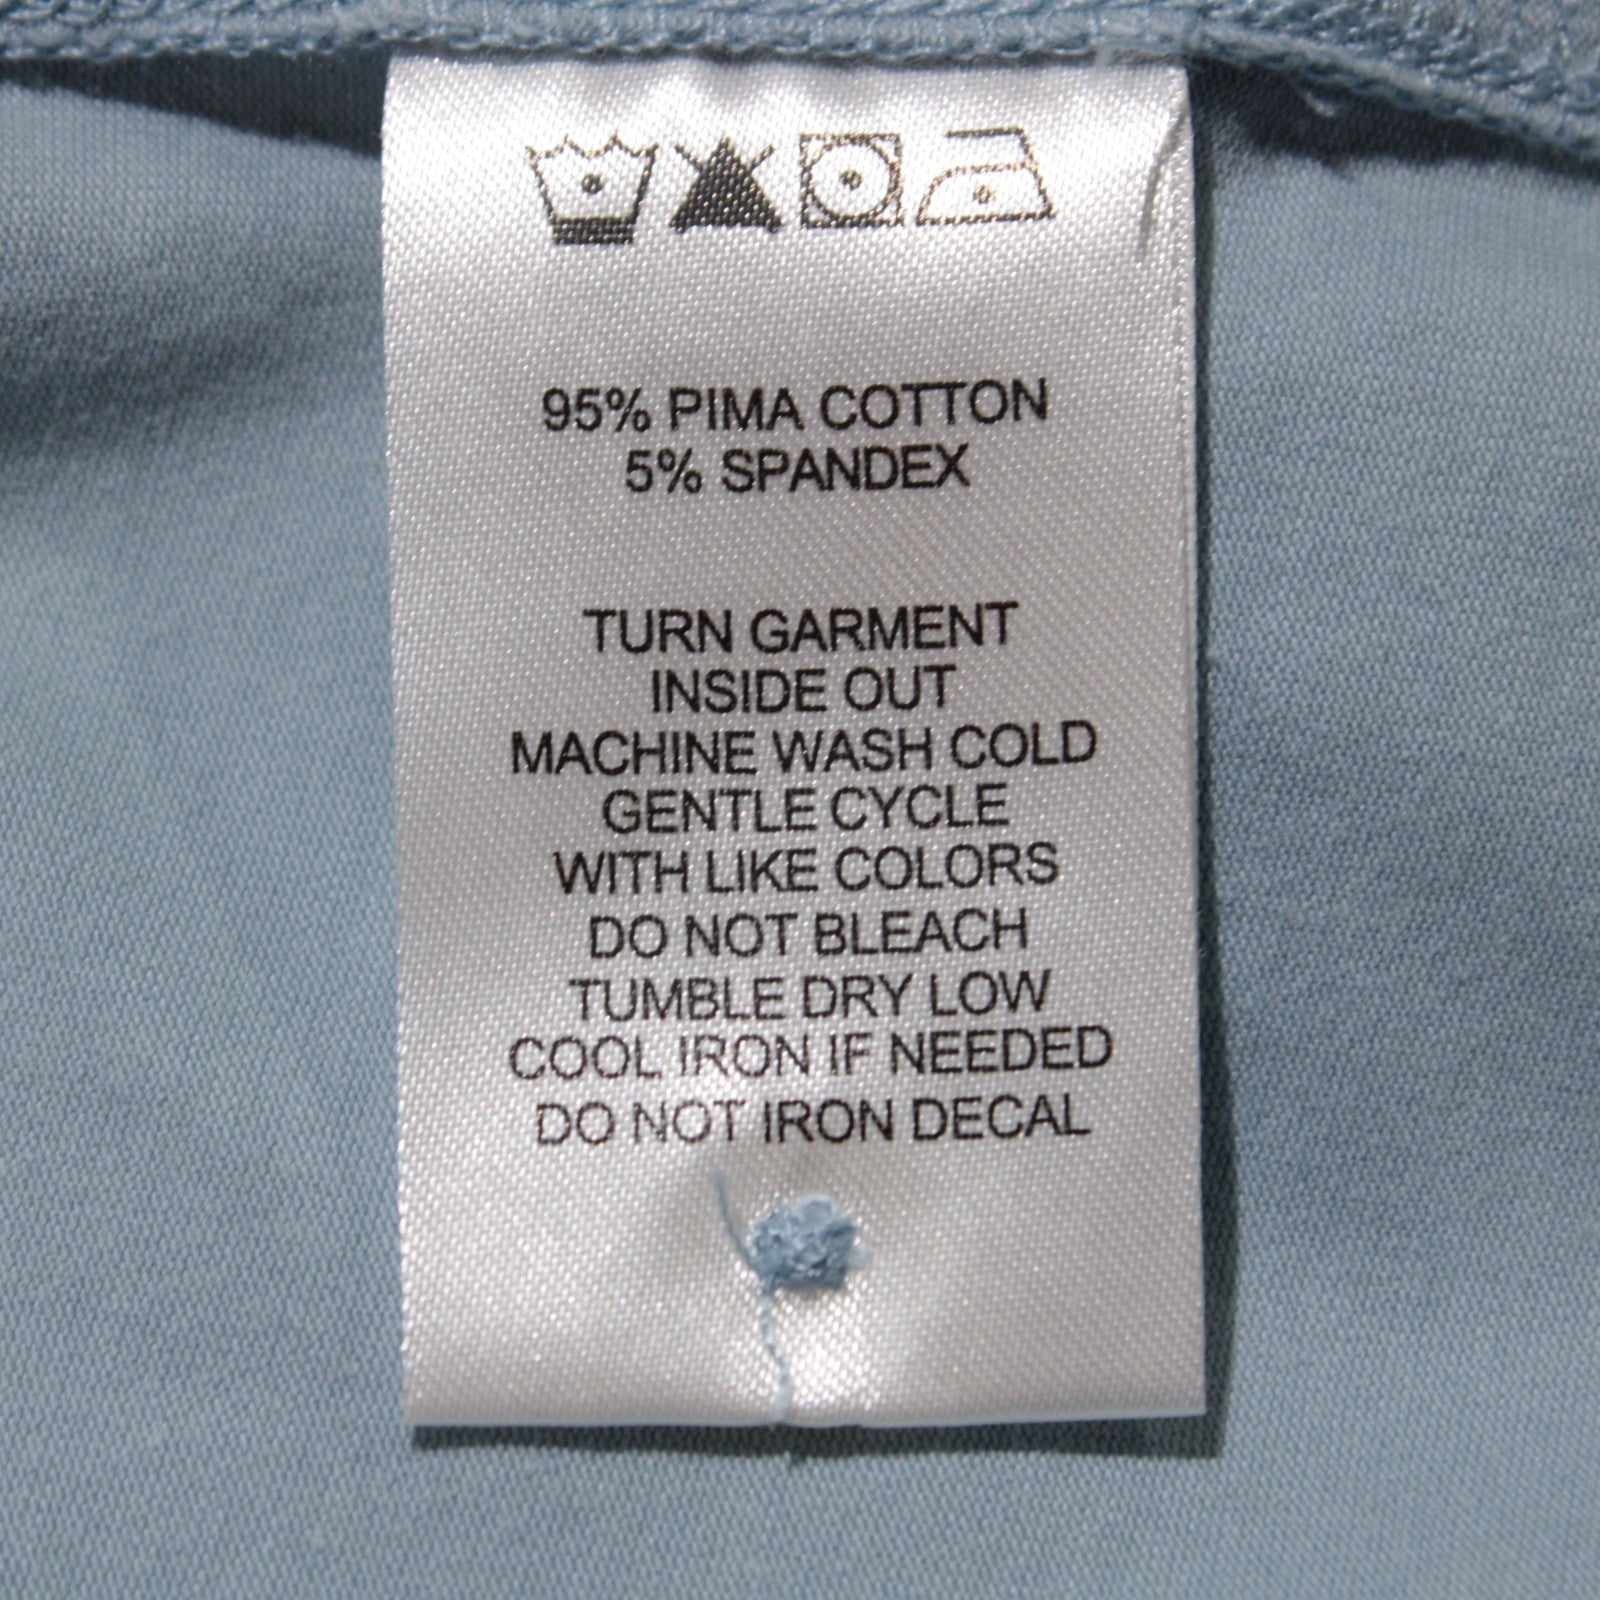 95% PIMA COTTON
5% SPANDEX
TURN GARMENT
INSIDE OUT
MACHINE WASH COLD
GENTLE CYCLE
WITH LIKE COLORS
DO NOT BLEACH
TUMBLE DRY LOW
COOL IRON IF NEEDED
DO NOT IRON DECAL